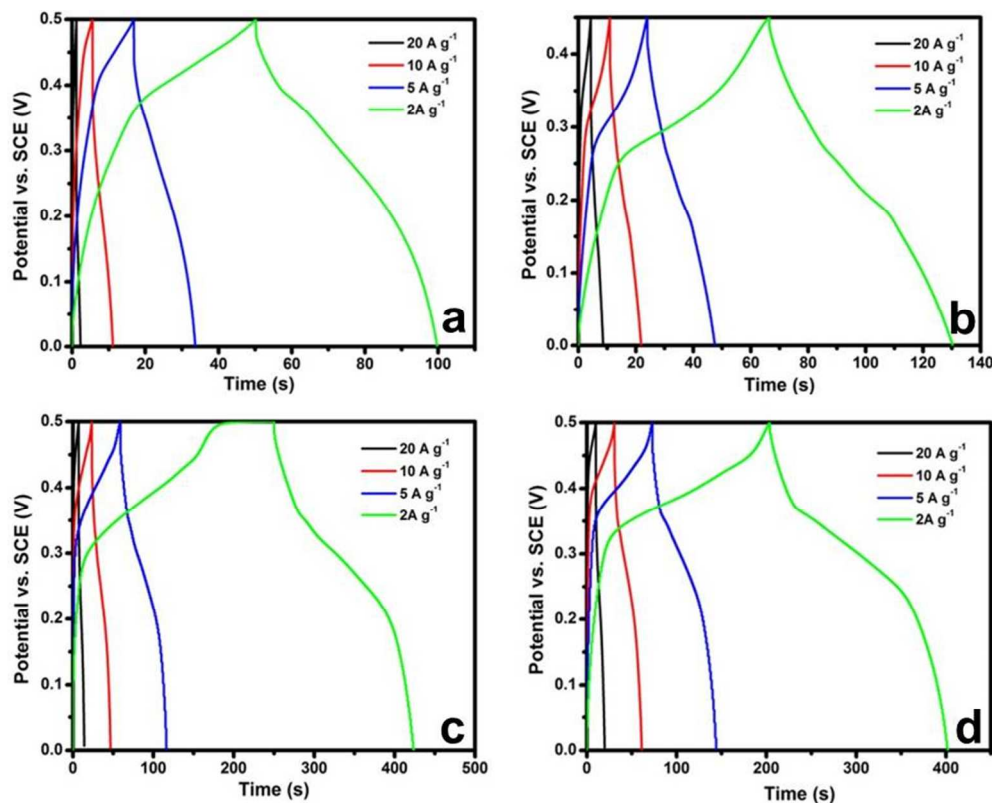 Potential vs. SCE (V)
0.5
0.4
0.3
0.2
0.1
0.0
20 A g⁻¹
10 A g⁻¹
5 A g⁻¹
2A g⁻¹
a
0 20 40 60 80 100
Time (s)
Potential vs. SCE (V)
0.4
0.3
0.2
0.1
0.0
20 A g⁻¹
10 A g⁻¹
5 A g⁻¹
2A g⁻¹
b
0 20 40 60 80 100 120 140
Time (s)
Potential vs. SCE (V)
0.5
0.4
0.3
0.2
0.1
0.0
20 A g⁻¹
10 A g⁻¹
5 A g⁻¹
2A g⁻¹
c
0 100 200 300 400 500
Time (s)
Potential vs. SCE (V)
0.5
0.4
0.3
0.2
0.1
0.0
20 A g⁻¹
10 A g⁻¹
5 A g⁻¹
2A g⁻¹
d
0 100 200 300 400
Time (s)